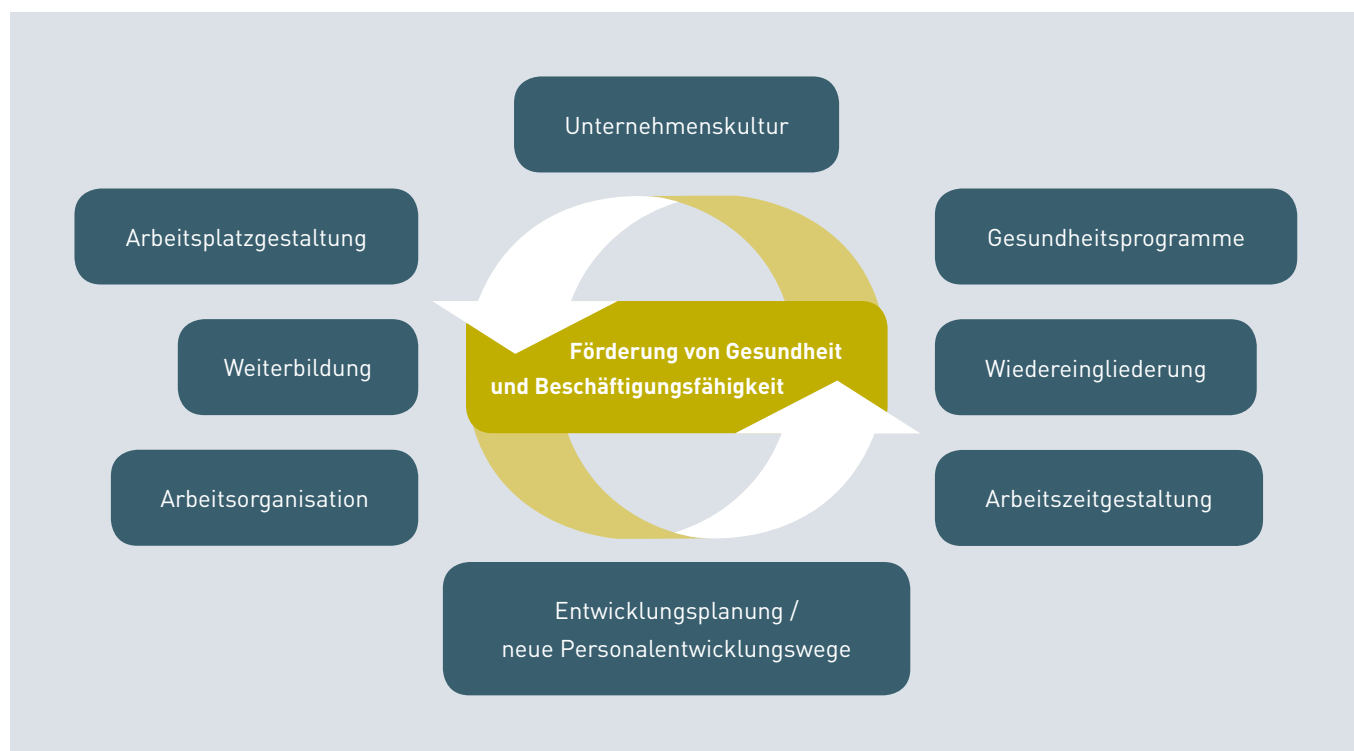 Unternehmenskultur
Arbeitsplatzgestaltung
Gesundheitsprogramme
Förderung von Gesundheit
und Beschäftigungsfähigkeit
Weiterbildung
Wiedereingliederung
Arbeitsorganisation
Arbeitszeitgestaltung
Entwicklungsplanung /
neue Personalentwicklungswege